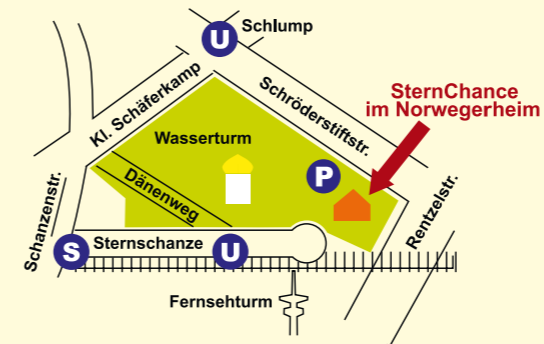 U
Schlump
Kl. Schäferkamp
Schröderstiftstr.
SternChance
im Norwegerheim
Wasserturm
P
Dänenweg
Rentzelstr.
Schanzenstr.
S
Sternschanze
U
Fernsehturm